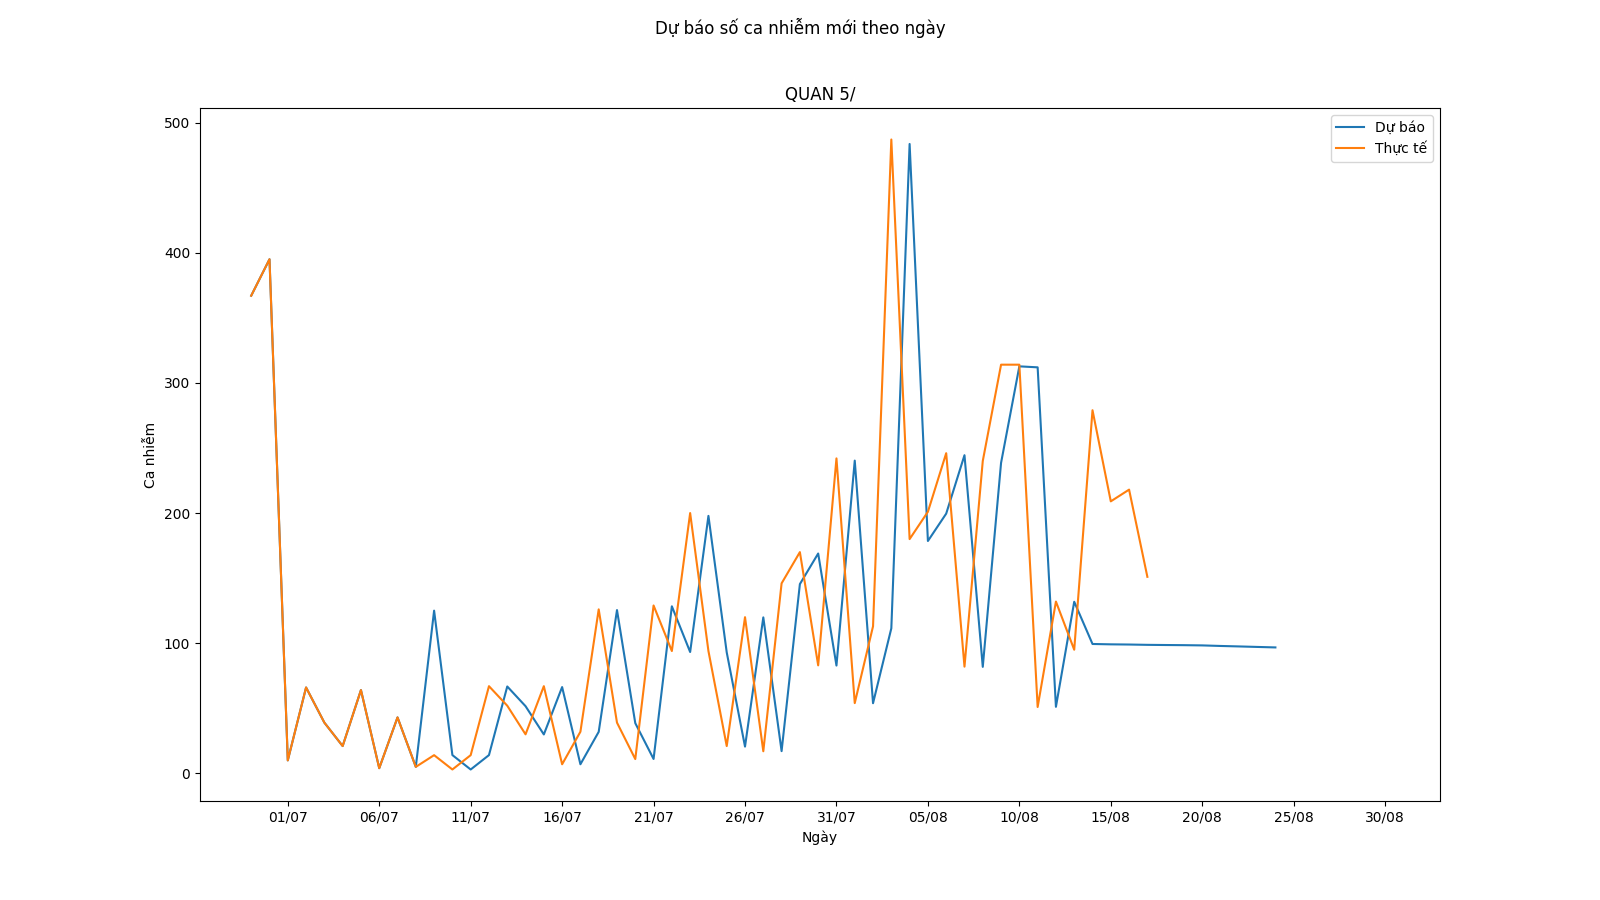 Dự báo số ca nhiễm mới theo ngày
QUAN 5/
Dự báo
Thực tế
500
400
300
200
100
0
Ca nhiễm
01/07 06/07 11/07 16/07 21/07 26/07 31/07 05/08 10/08 15/08 20/08 25/08 30/08
Ngày